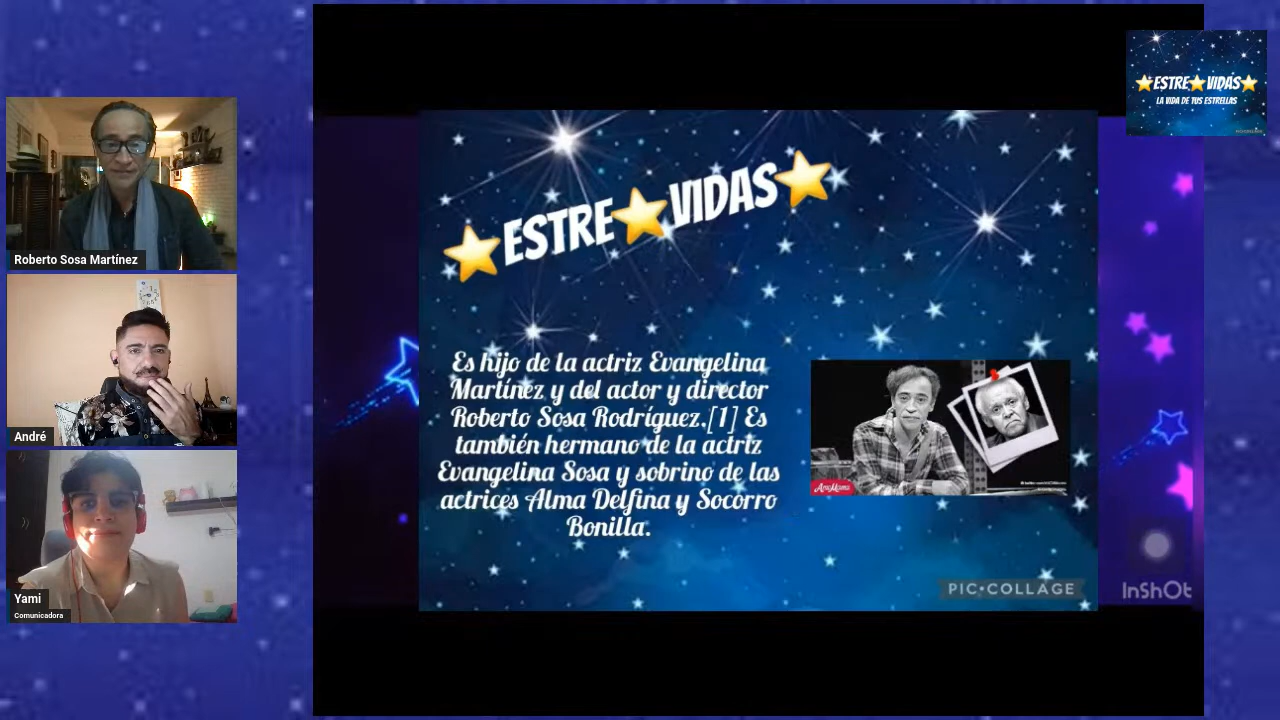 ESTRE VIDAS
LA VIDA DE TUS ESTRELLAS
ESTRE VIDAS
Roberto Sosa Martínez
Es hijo de la actriz Evangelina
Martínez y del actor y director
Roberto Sosa Rodríguez.[1] Es
también hermano de la actriz
Evangelina Sosa y sobrino de las
actrices Alma Delfina y Socorro
Bonilla.
André
Yami
Comunicadora
PIC•COLLAGE
InShOt